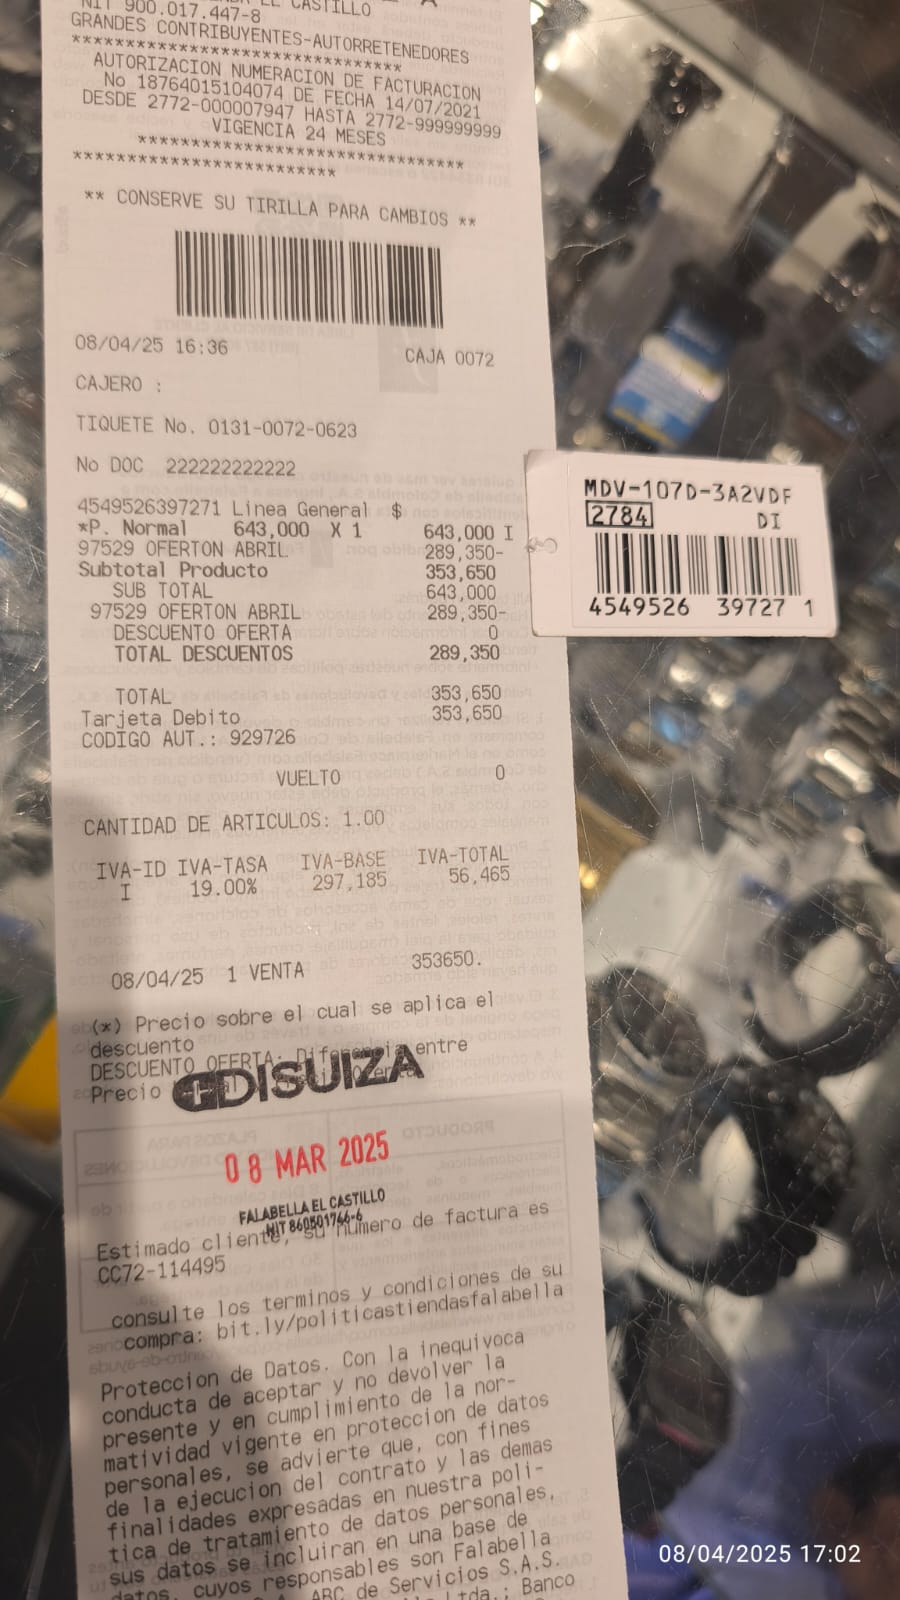 EL CASTILLO
NIT 900.017.447-8
GRANDES CONTRIBUYENTES-AUTORRETENEDORES
*********************************
AUTORIZACION NUMERACION DE FACTURACION
No 18764015104074 DE FECHA 14/07/2021
DESDE 2772-000007947 HASTA 2772-999999999
VIGENCIA 24 MESES
*********************************
**************************
** CONSERVE SU TIRILLA PARA CAMBIOS **
08/04/25 16:36 CAJA 0072
CAJERO :
TIQUETE No. 0131-0072-0623
No DOC 222222222222
4549526397271 Linea General $
*P. Normal 643,000 X 1 643,000 I
97529 OFERTON ABRIL 289,350-
Subtotal Producto 353,650
SUB TOTAL 643,000
97529 OFERTON ABRIL 289,350-
DESCUENTO OFERTA 0
TOTAL DESCUENTOS 289,350
TOTAL 353,650
Tarjeta Debito 353,650
CODIGO AUT.: 929726
VUELTO 0
CANTIDAD DE ARTICULOS: 1.00
IVA-ID IVA-TASA IVA-BASE IVA-TOTAL
I 19.00% 297,185 56,465
08/04/25 1 VENTA 353650.
(*) Precio sobre el cual se aplica el
descuento
DESCUENTO OFERTA: Diferencia entre
Precio
DISUIZA
08 MAR 2025
FALABELLA EL CASTILLO
NIT 860501766-6
Estimado cliente, su numero de factura es
CC72-114495
consulte los terminos y condiciones de su
compra: bit.ly/politicastiendasfalabella
Proteccion de Datos. Con la inequivoca
conducta de aceptar y no devolver la
presente y en cumplimiento de la nor-
matividad vigente en proteccion de datos
personales, se advierte que, con fines
de la ejecucion del contrato y las demas
finalidades expresadas en nuestra poli-
tica de tratamiento de datos personales,
sus datos se incluiran en una base de
datos, cuyos responsables son Falabella
ABC de Servicios S.A.S.
Ltda.; Banco
MDV-107D-3A2VDF
2784 DI
4549526 39727 1
08/04/2025 17:02